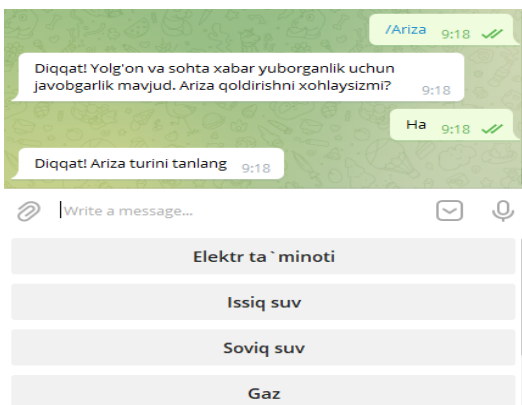 /Ariza 9:18
Diqqat! Yolg'on va sohta xabar yuborganlik uchun
javobgarlik mavjud. Ariza qoldirishni xohlaysizmi? 9:18
Ha 9:18
Diqqat! Ariza turini tanlang 9:18
Write a message...
Elektr ta`minoti
Issiq suv
Soviq suv
Gaz